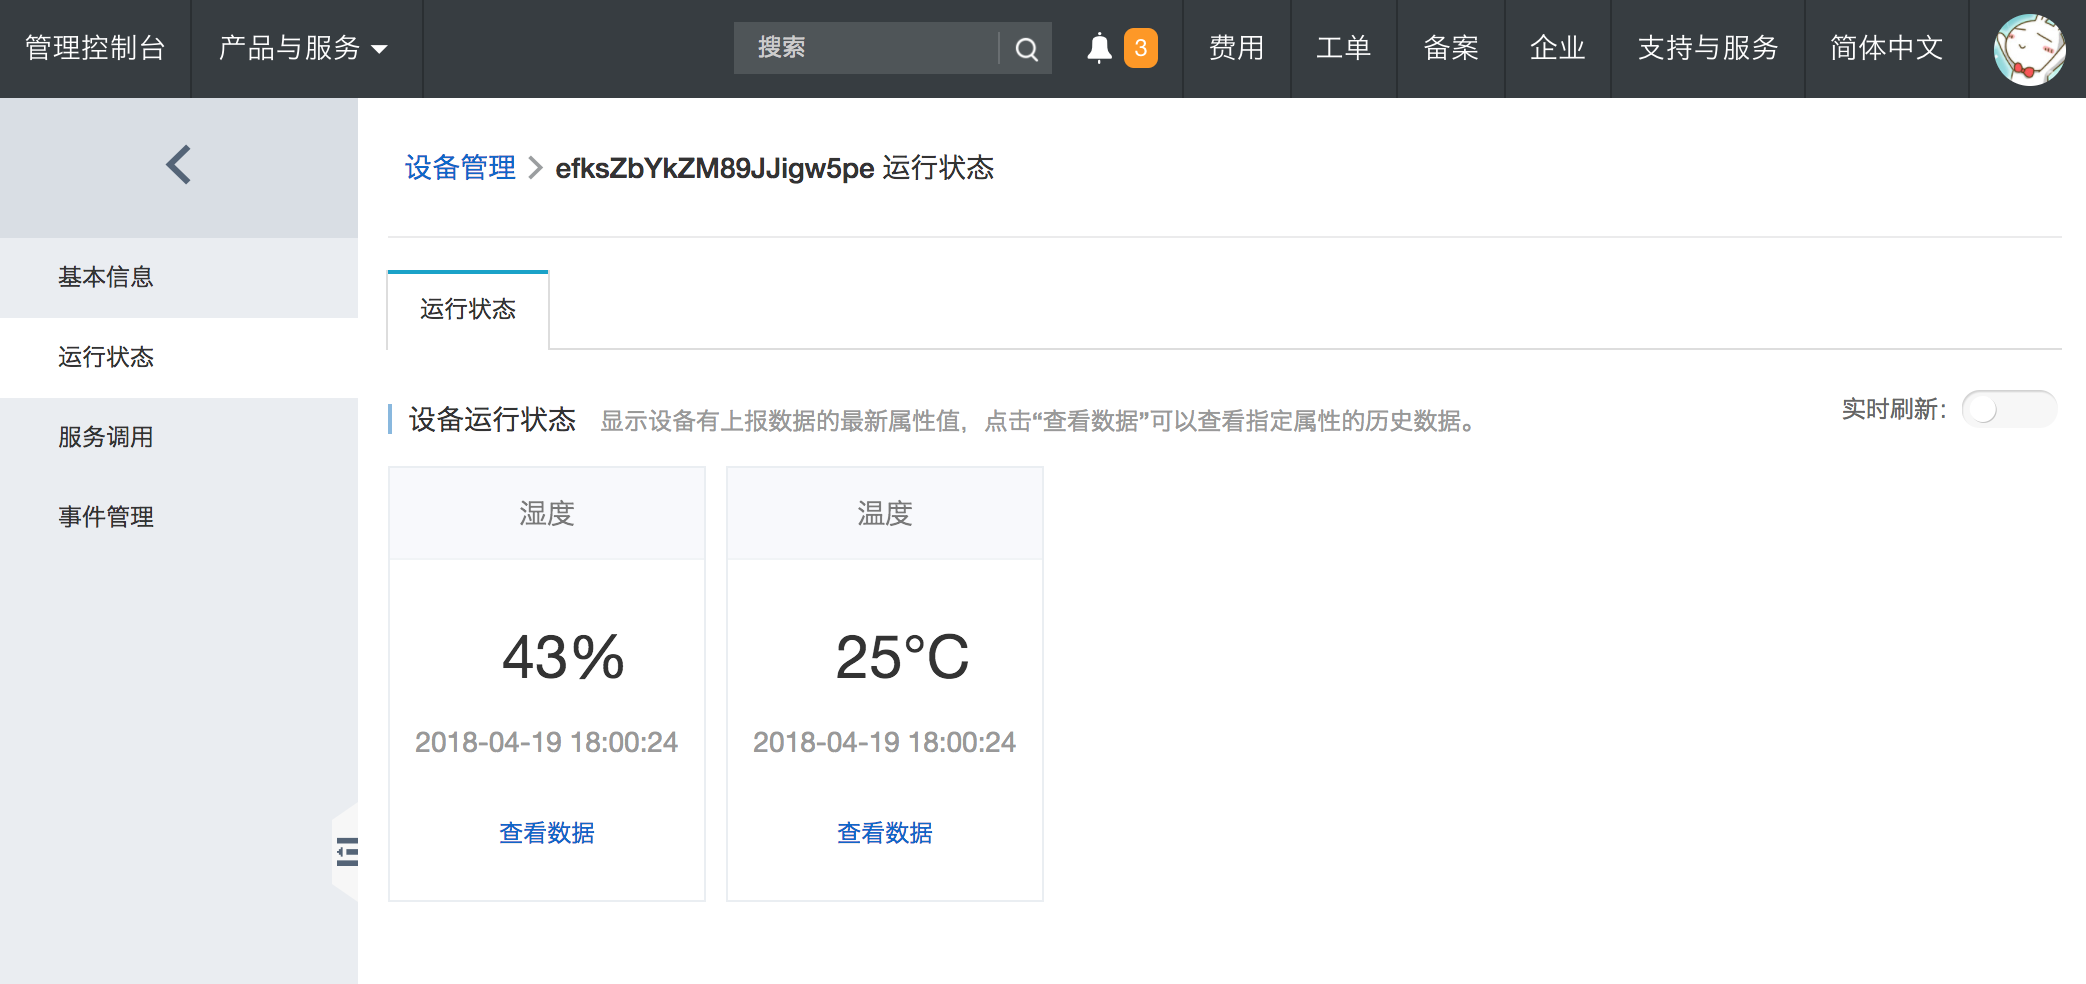 管理控制台 产品与服务 搜索 3 费用 工单 备案 企业 支持与服务 简体中文
设备管理 > efksZbYkZM89JJigw5pe 运行状态
基本信息
运行状态
服务调用
事件管理
运行状态
设备运行状态 显示设备有上报数据的最新属性值，点击“查看数据”可以查看指定属性的历史数据。 实时刷新：
湿度
43%
2018-04-19 18:00:24
查看数据
温度
25°C
2018-04-19 18:00:24
查看数据